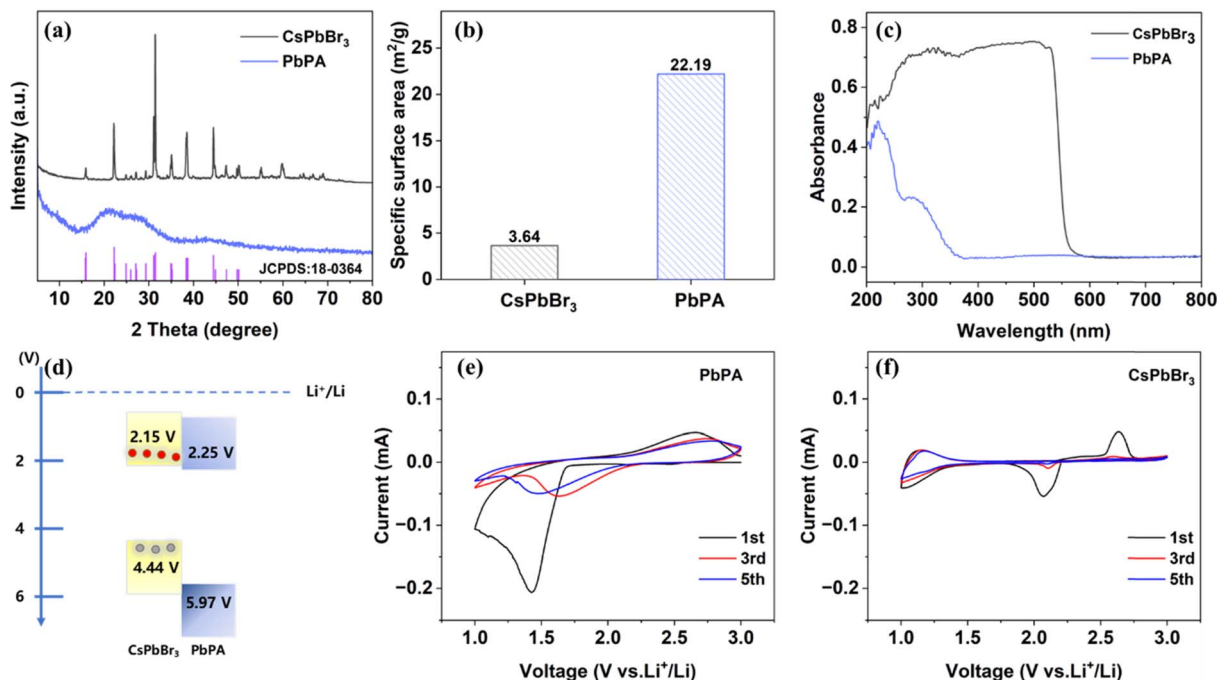 (a)
CsPbBr3
PbPA
Intensity (a.u.)
JCPDS:18-0364
10 20 30 40 50 60 70 80
2 Theta (degree)
(b)
Specific surface area (m²/g)
25
20
15
10
5
0
3.64
22.19
CsPbBr3 PbPA
(c)
CsPbBr3
PbPA
Absorbance
0.8
0.6
0.4
0.2
0.0
200 300 400 500 600 700 800
Wavelength (nm)
(V)
(d)
0
2
4
6
Li⁺/Li
2.15 V
2.25 V
4.44 V
5.97 V
CsPbBr3 PbPA
(e)
PbPA
Current (mA)
0.1
0.0
−0.1
−0.2
1st
3rd
5th
1.0 1.5 2.0 2.5 3.0
Voltage (V vs.Li⁺/Li)
(f)
CsPbBr3
Current (mA)
0.1
0.0
−0.1
−0.2
1st
3rd
5th
1.0 1.5 2.0 2.5 3.0
Voltage (V vs.Li⁺/Li)